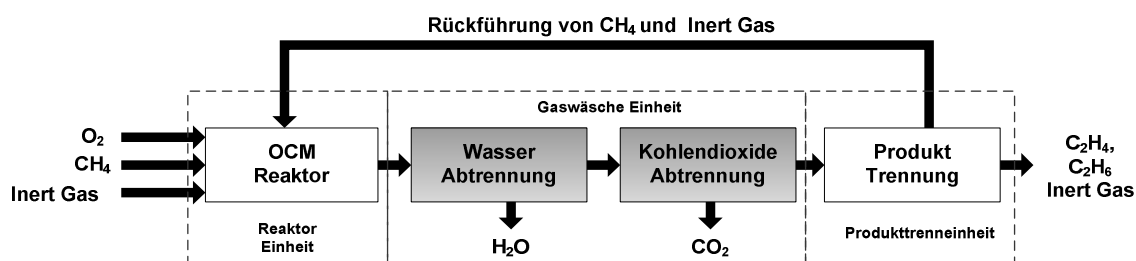 Rückführung von CH₄ und Inert Gas
Gaswäsche Einheit
O₂
CH₄
Inert Gas
OCM
Reaktor
Wasser
Abtrennung
Kohlendioxide
Abtrennung
Produkt
Trennung
C₂H₄,
C₂H₆
Inert Gas
Reaktor
Einheit
H₂O
CO₂
Produkttrenneinheit